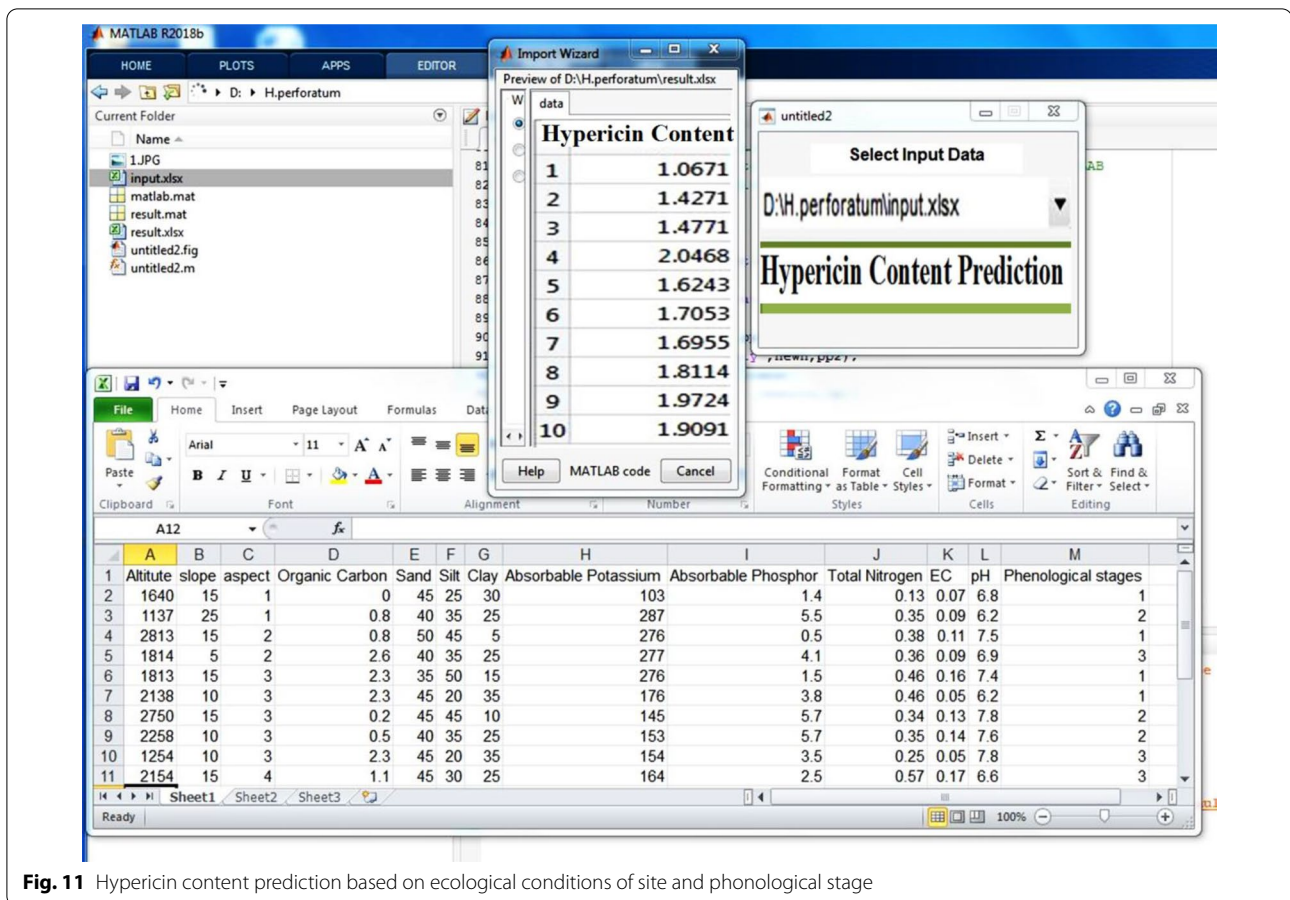 MATLAB R2018b
HOME PLOTS APPS EDITOR
D: ▸ H.perforatum
Current Folder
Name
1.JPG
input.xlsx
matlab.mat
result.mat
result.xlsx
untitled2.fig
untitled2.m
81
82
83
84
85
86
87
88
89
90
91
AB
,newn,pp2);
Import Wizard
Preview of D:\H.perforatum\result.xlsx
W data
Hypericin Content
1 1.0671
2 1.4271
3 1.4771
4 2.0468
5 1.6243
6 1.7053
7 1.6955
8 1.8114
9 1.9724
10 1.9091
Help MATLAB code Cancel
untitled2
Select Input Data
D:\H.perforatum\input.xlsx
Hypericin Content Prediction
File Home Insert Page Layout Formulas Data
Paste
Arial 11 A A
B I U A
Conditional Formatting Format as Table Cell Styles
Insert
Delete
Format
Σ
Sort & Filter Find & Select
Clipboard Font Alignment Number Styles Cells Editing
A12 fx
A B C D E F G H I J K L M
1 Altitute slope aspect Organic Carbon Sand Silt Clay Absorbable Potassium Absorbable Phosphor Total Nitrogen EC pH Phenological stages
2 1640 15 1 0 45 25 30 103 1.4 0.13 0.07 6.8 1
3 1137 25 1 0.8 40 35 25 287 5.5 0.35 0.09 6.2 2
4 2813 15 2 0.8 50 45 5 276 0.5 0.38 0.11 7.5 1
5 1814 5 2 2.6 40 35 25 277 4.1 0.36 0.09 6.9 3
6 1813 15 3 2.3 35 50 15 276 1.5 0.46 0.16 7.4 1
7 2138 10 3 2.3 45 20 35 176 3.8 0.46 0.05 6.2 1
8 2750 15 3 0.2 45 45 10 145 5.7 0.34 0.13 7.8 2
9 2258 10 3 0.5 40 35 25 153 5.7 0.35 0.14 7.6 2
10 1254 10 3 2.3 45 20 35 154 3.5 0.25 0.05 7.8 3
11 2154 15 4 1.1 45 30 25 164 2.5 0.57 0.17 6.6 3
Sheet1 Sheet2 Sheet3
Ready 100%
Fig. 11 Hypericin content prediction based on ecological conditions of site and phonological stage